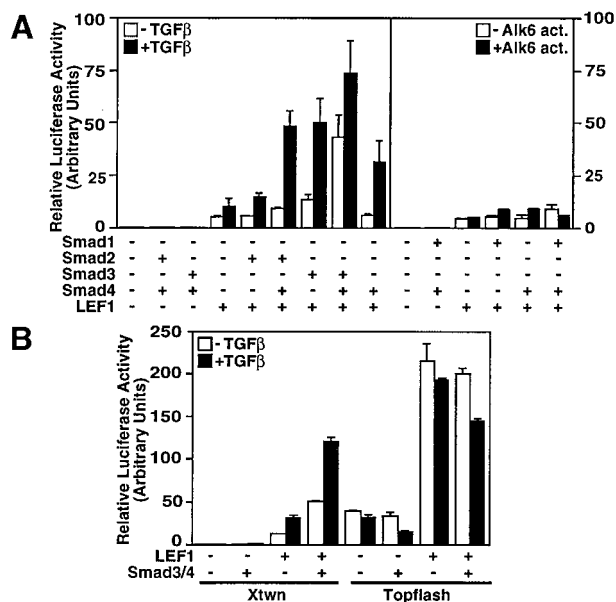 A
Relative Luciferase Activity
(Arbitrary Units)
100
75
50
25
0
- TGFβ
+TGFβ
- Alk6 act.
+Alk6 act.
100
75
50
25
0
Smad1 - - - - - - - - - - + - + - +
Smad2 - + - - + + - - - - - - - - -
Smad3 - - + - - - + + - - - - - - -
Smad4 - + + - - + - + + - + - - + +
LEF1 - - - + + + + + + - - + + + +
B
Relative Luciferase Activity
(Arbitrary Units)
250
200
150
100
50
0
- TGFβ
+TGFβ
LEF1 - - + + - - + +
Smad3/4 - + - + - + - +
Xtwn Topflash